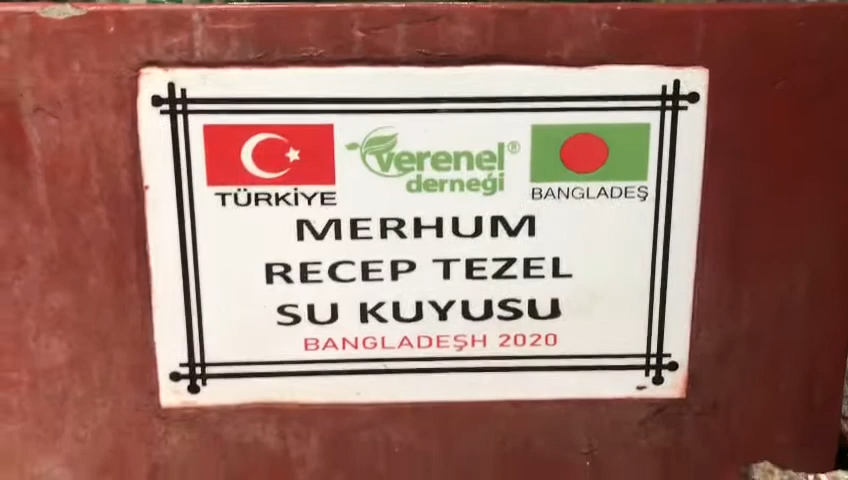 verenel®
derneği
TÜRKİYE
BANGLADEŞ
MERHUM
RECEP TEZEL
SU KUYUSU
BANGLADEŞH 2020